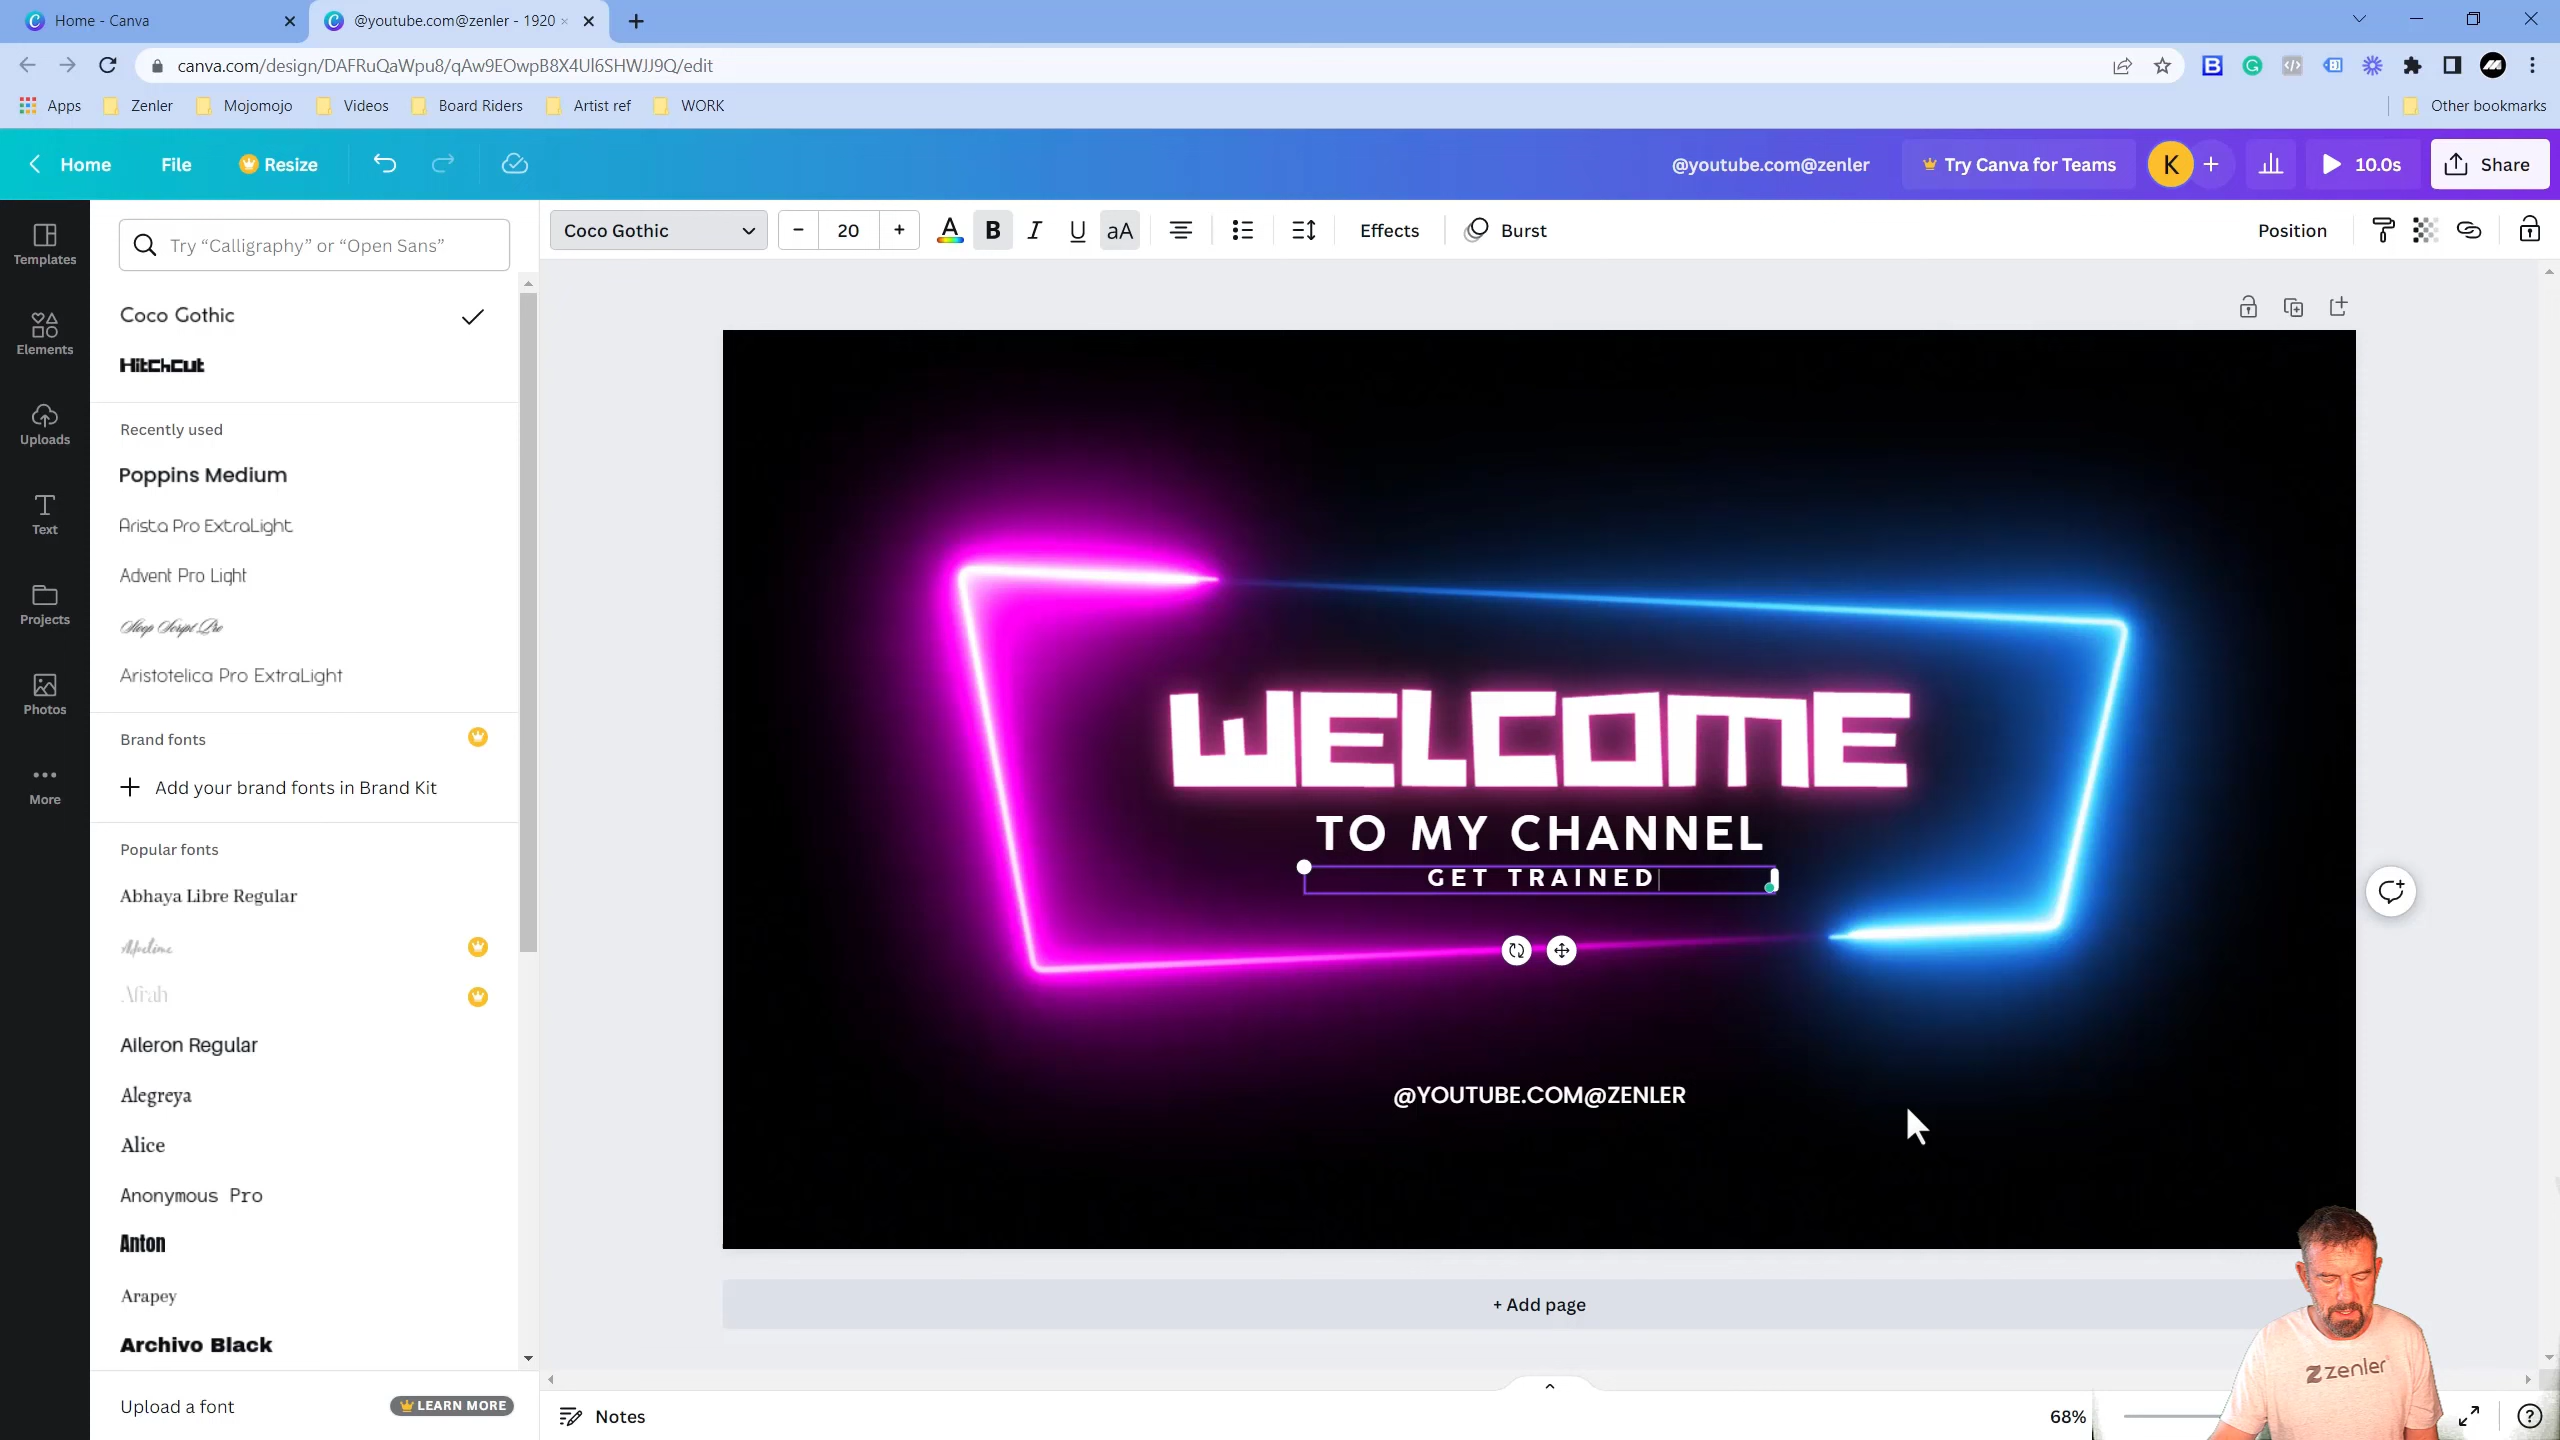 Home - Canva
@youtube.com@zenler - 1920
canva.com/design/DAFRuQaWpu8/qAw9EOwpB8X4Ul6SHWJJ9Q/edit
Apps Zenler Mojomojo Videos Board Riders Artist ref WORK Other bookmarks
Home File Resize @youtube.com@zenler Try Canva for Teams K 10.0s Share
Coco Gothic 20 B I U aA Effects Burst Position
Try “Calligraphy” or “Open Sans”
Templates
Elements
Uploads
Text
Projects
Photos
More
Coco Gothic
Hitchcut
Recently used
Poppins Medium
Arista Pro ExtraLight
Advent Pro Light
Sloop Script Pro
Aristotelica Pro ExtraLight
Brand fonts
Add your brand fonts in Brand Kit
Popular fonts
Abhaya Libre Regular
Afrah
Aileron Regular
Alegreya
Alice
Anonymous Pro
Anton
Arapey
Archivo Black
Upload a font LEARN MORE
WELCOME
TO MY CHANNEL
GET TRAINED
@YOUTUBE.COM@ZENLER
+ Add page
zenler
Notes 68%